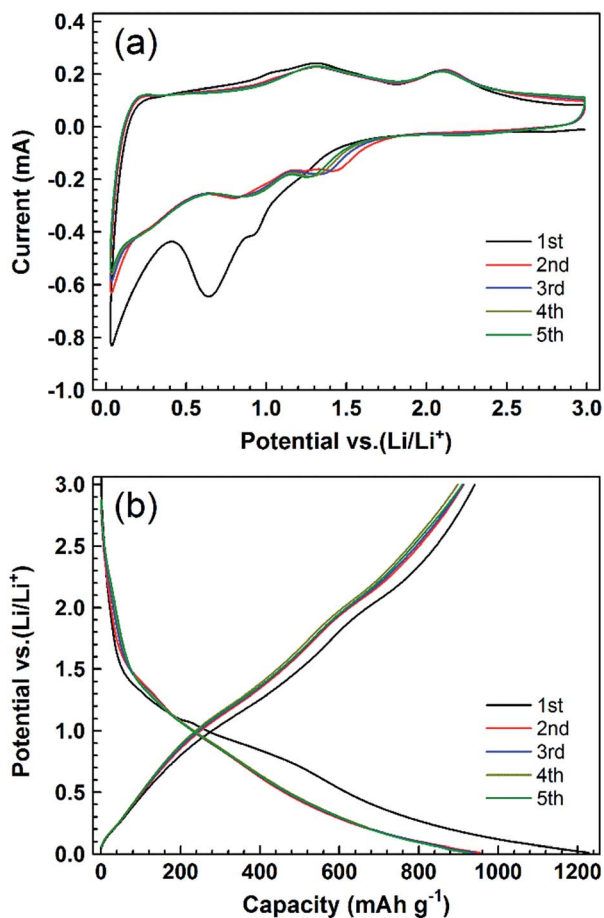 (a)
Current (mA)
0.4
0.2
0.0
-0.2
-0.4
-0.6
-0.8
-1.0
1st
2nd
3rd
4th
5th
0.0 0.5 1.0 1.5 2.0 2.5 3.0
Potential vs.(Li/Li⁺)
(b)
Potential vs.(Li/Li⁺)
3.0
2.5
2.0
1.5
1.0
0.5
0.0
1st
2nd
3rd
4th
5th
0 200 400 600 800 1000 1200
Capacity (mAh g⁻¹)